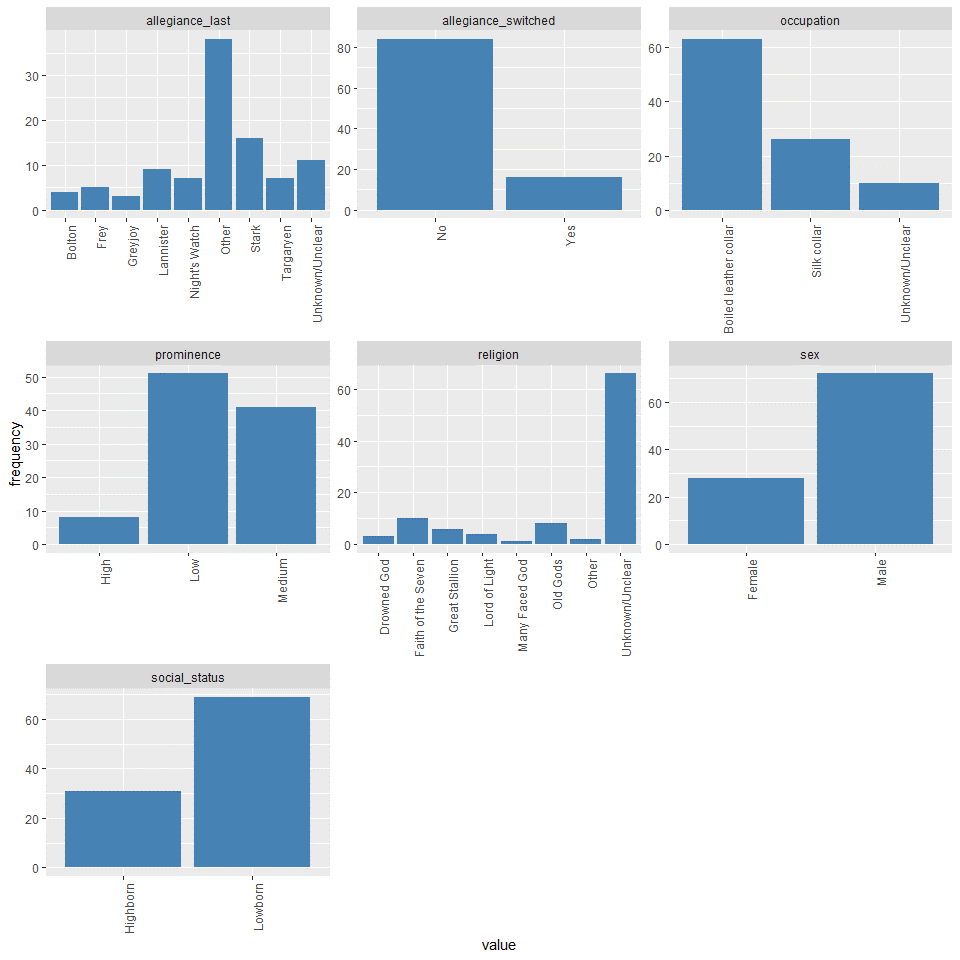 allegiance_last
allegiance_switched
occupation
30
20
10
0
80
60
40
20
0
60
40
20
0
Bolton
Frey
Greyjoy
Lannister
Night's Watch
Other
Stark
Targaryen
Unknown/Unclear
No
Yes
Boiled leather collar
Silk collar
Unknown/Unclear
prominence
religion
sex
frequency
50
40
30
20
10
0
60
40
20
0
60
40
20
0
High
Low
Medium
Drowned God
Faith of the Seven
Great Stallion
Lord of Light
Many Faced God
Old Gods
Other
Unknown/Unclear
Female
Male
social_status
60
40
20
0
Highborn
Lowborn
value